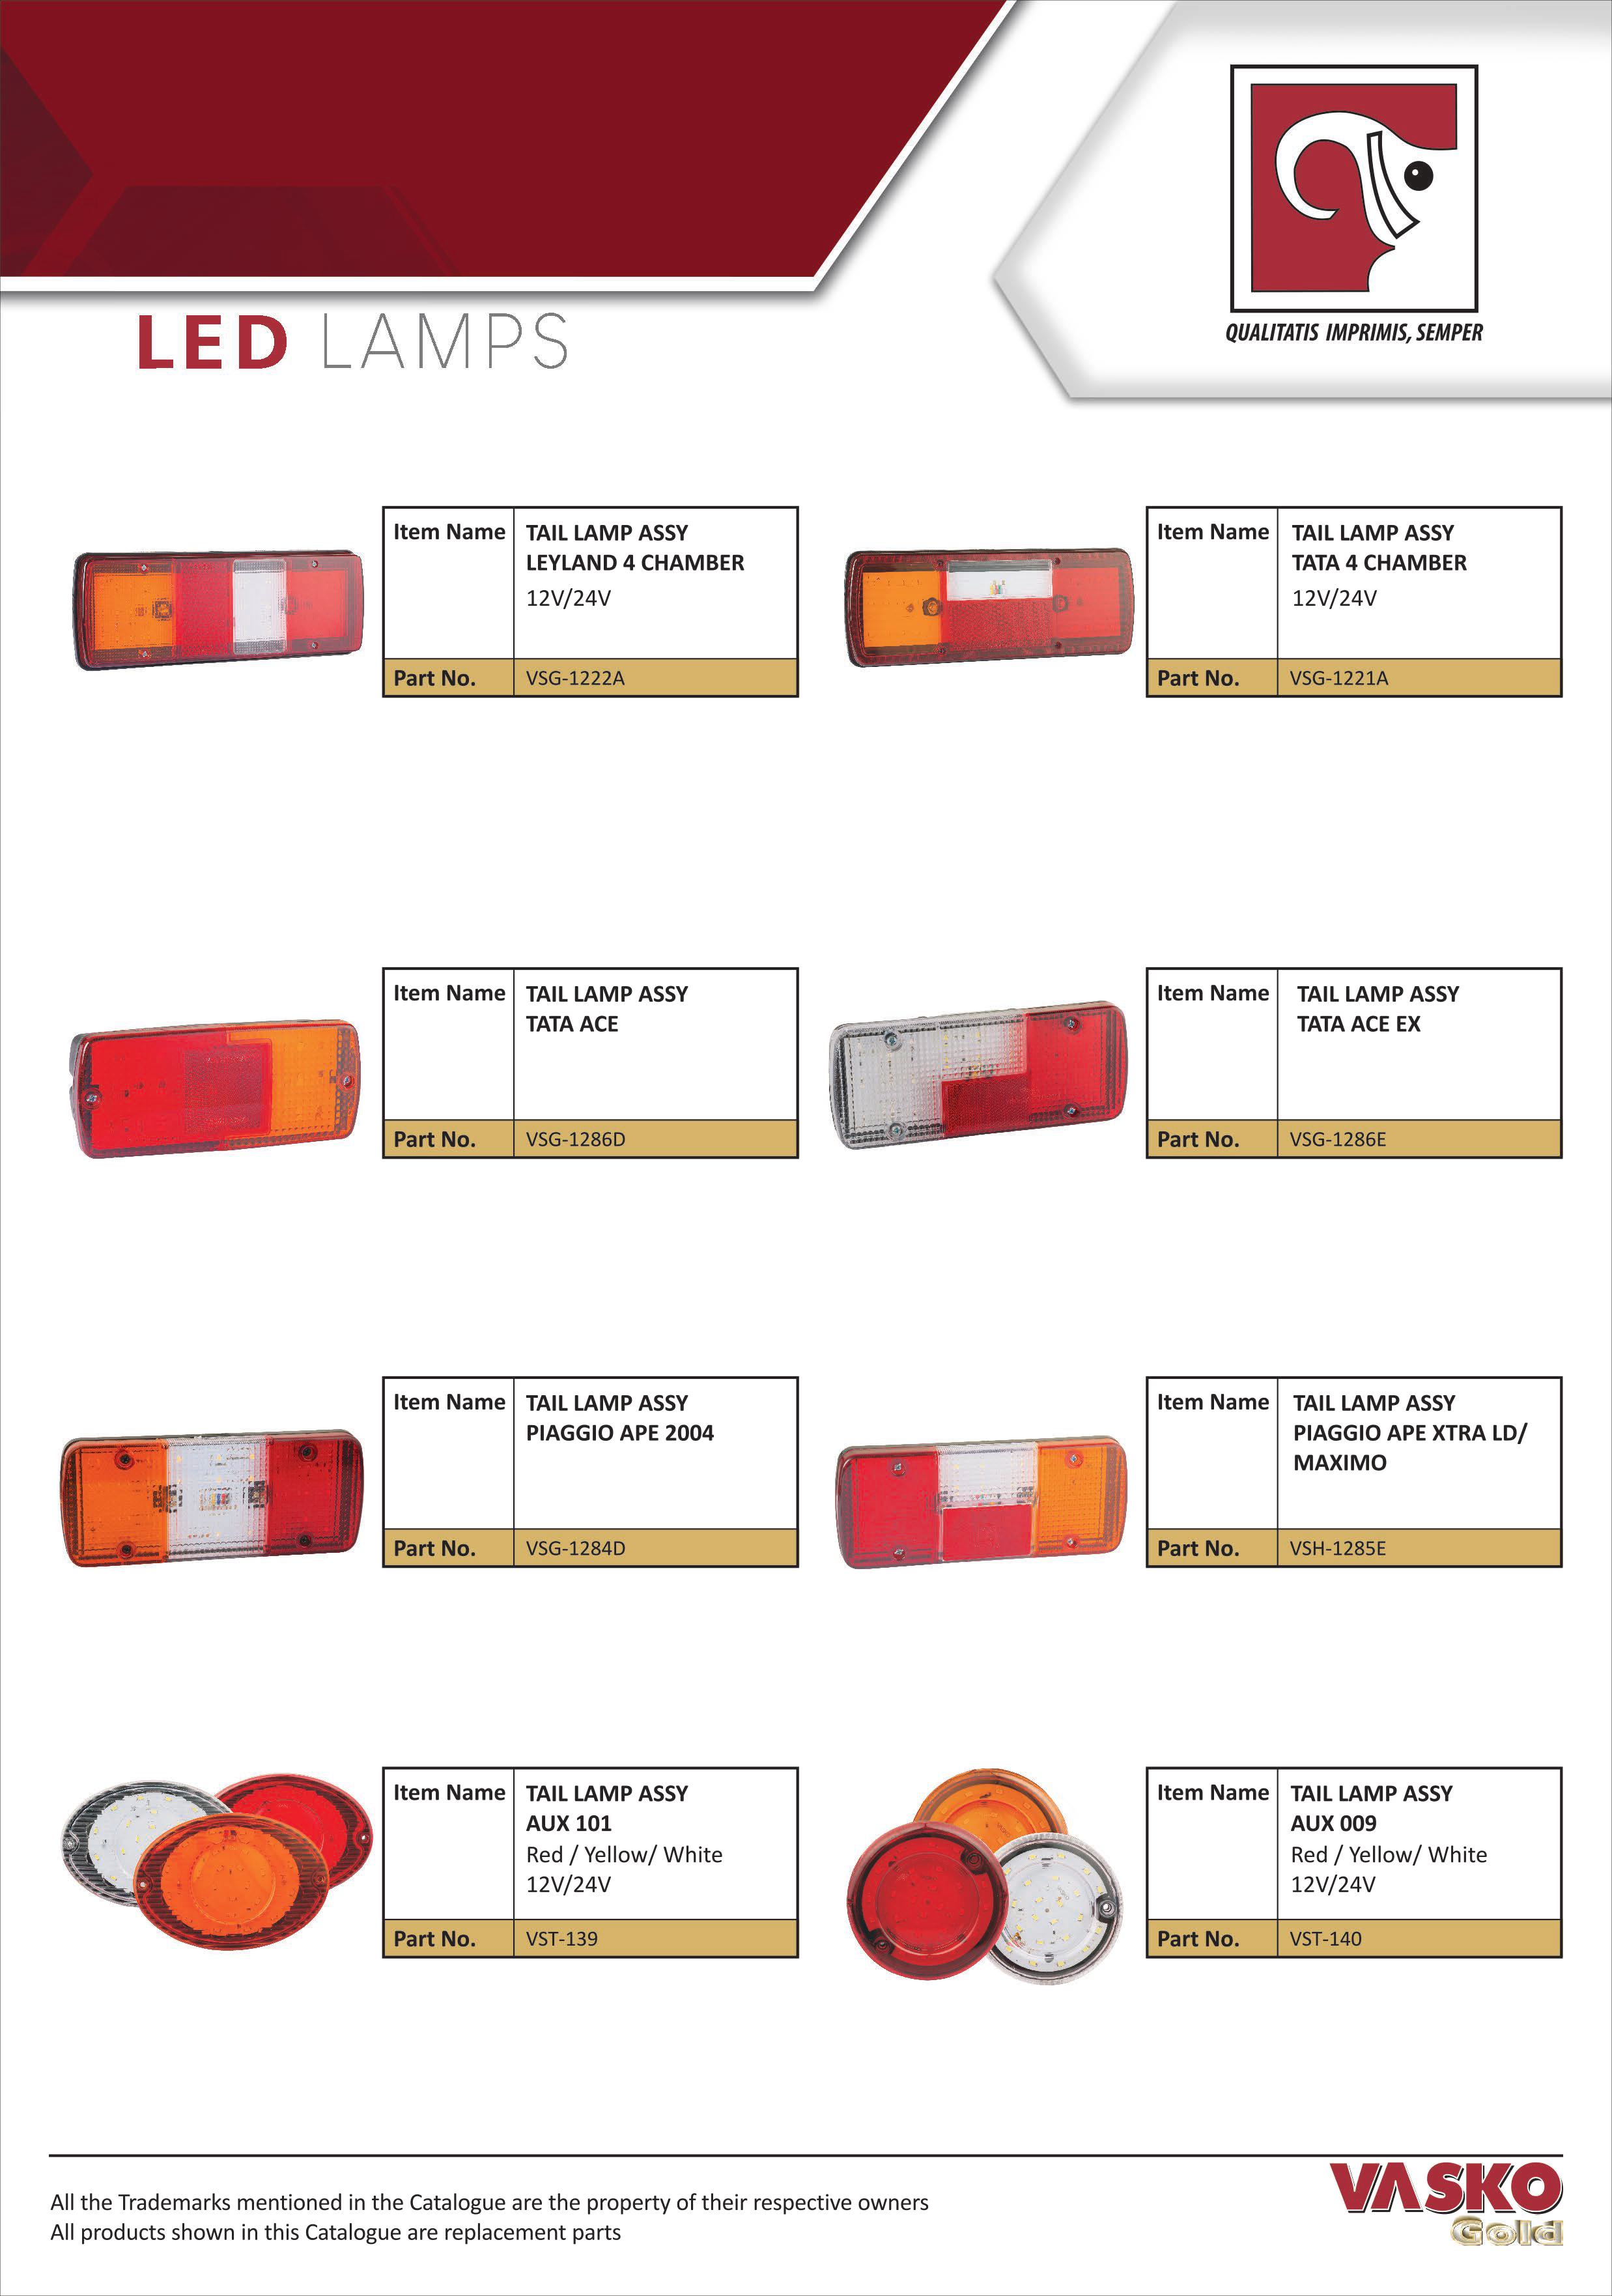 QUALITATIS IMPRIMIS, SEMPER
LED LAMPS
Item Name
TAIL LAMP ASSY
LEYLAND 4 CHAMBER
12V/24V
Part No.
VSG-1222A
Item Name
TAIL LAMP ASSY
TATA 4 CHAMBER
12V/24V
Part No.
VSG-1221A
Item Name
TAIL LAMP ASSY
TATA ACE
Part No.
VSG-1286D
Item Name
TAIL LAMP ASSY
TATA ACE EX
Part No.
VSG-1286E
Item Name
TAIL LAMP ASSY
PIAGGIO APE 2004
Part No.
VSG-1284D
Item Name
TAIL LAMP ASSY
PIAGGIO APE XTRA LD/
MAXIMO
Part No.
VSH-1285E
Item Name
TAIL LAMP ASSY
AUX 101
Red / Yellow/ White
12V/24V
Part No.
VST-139
Item Name
TAIL LAMP ASSY
AUX 009
Red / Yellow/ White
12V/24V
Part No.
VST-140
All the Trademarks mentioned in the Catalogue are the property of their respective owners
All products shown in this Catalogue are replacement parts
VASKO
Gold